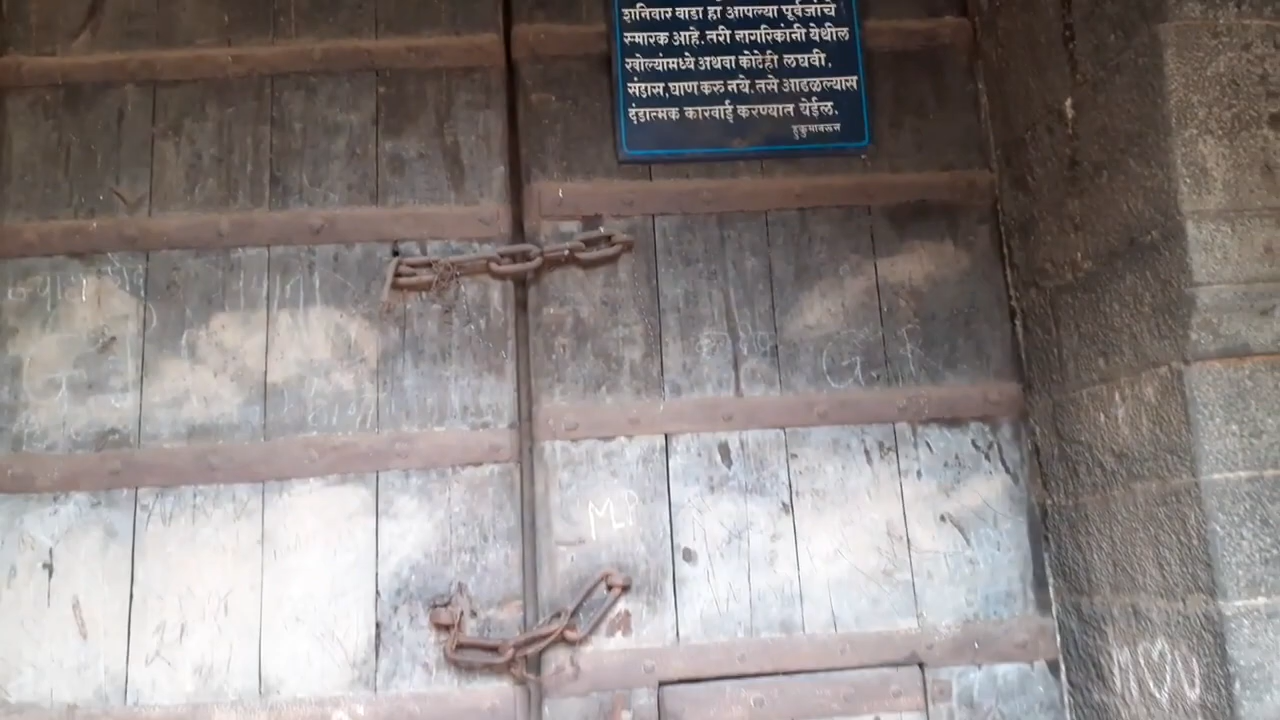 शनिवार वाडा हा आपल्या पूर्वजांचे
स्मारक आहे. तरी नागरिकांनी येथील
खोल्यांमध्ये अथवा कोठेही लघवी,
संडास,घाण करु नये. तसे आढळल्यास
दंडात्मक कारवाई करण्यात येईल.
हुकुमावरून
G. R
MP